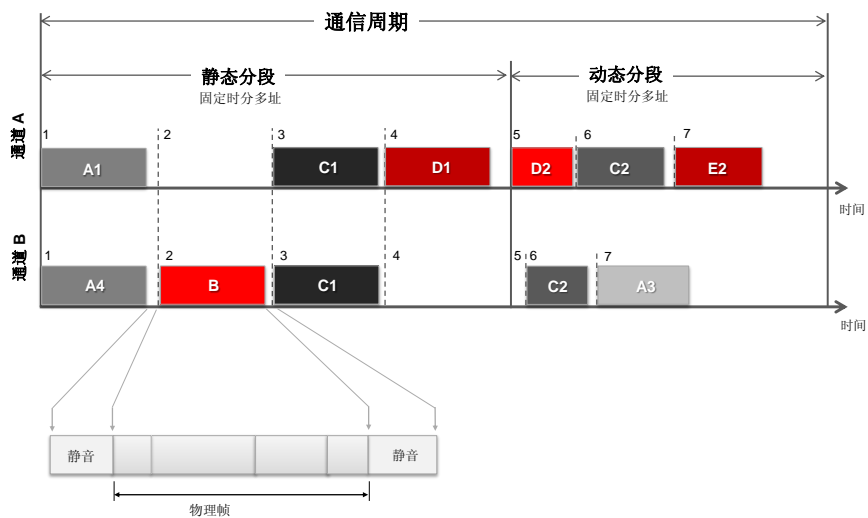 通信周期
静态分段
动态分段
固定时分多址
固定时分多址
通道 A
1
2
3
4
5
6
7
A1
C1
D1
D2
C2
E2
时间
通道 B
1
2
3
4
5
6
7
A4
B
C1
C2
A3
时间
静音
静音
物理帧